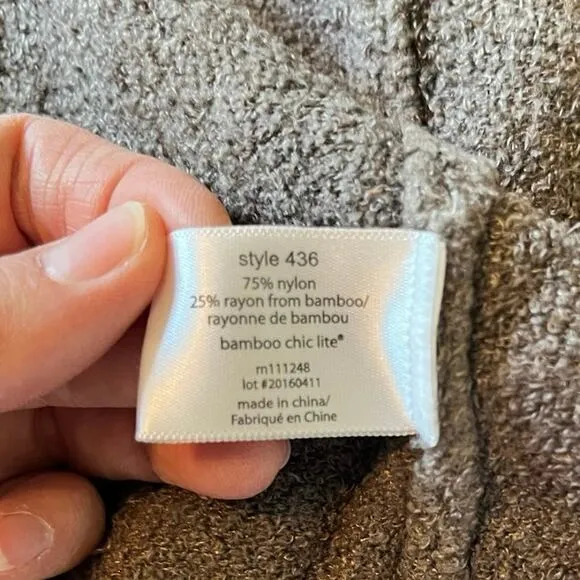 style 436
75% nylon
25% rayon from bamboo/
rayonne de bambou
bamboo chic lite®
m111248
lot #20160411
made in china/
Fabriqué en Chine